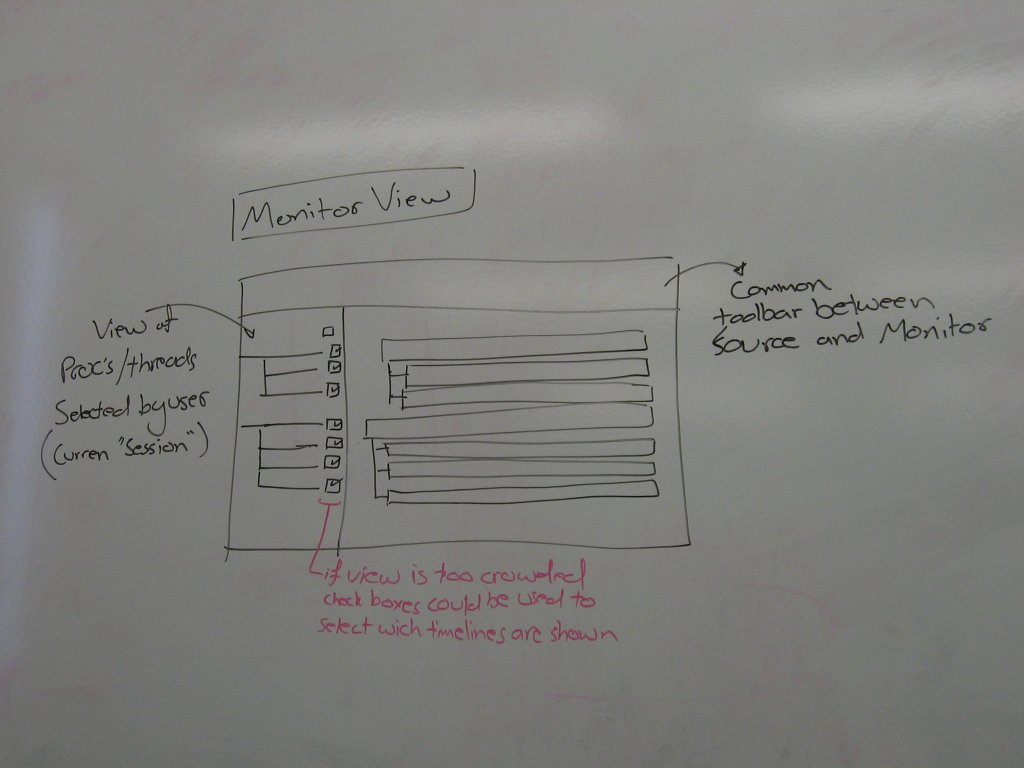 Monitor View
View of
Proc's/threads
Selected by user
(Curren "Session")
Common
toolbar between
Source and Monitor
if view is too crowded
check boxes could be used to
select wich timelines are shown